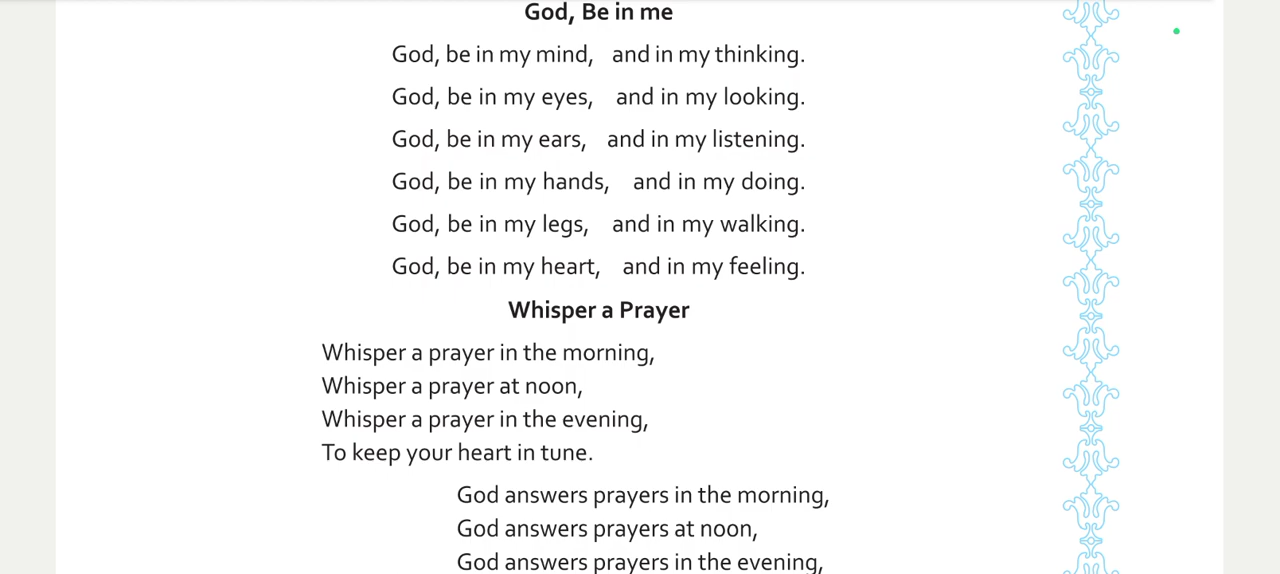 God, Be in me
God, be in my mind, and in my thinking.
God, be in my eyes, and in my looking.
God, be in my ears, and in my listening.
God, be in my hands, and in my doing.
God, be in my legs, and in my walking.
God, be in my heart, and in my feeling.
Whisper a Prayer
Whisper a prayer in the morning,
Whisper a prayer at noon,
Whisper a prayer in the evening,
To keep your heart in tune.
God answers prayers in the morning,
God answers prayers at noon,
God answers prayers in the evening,